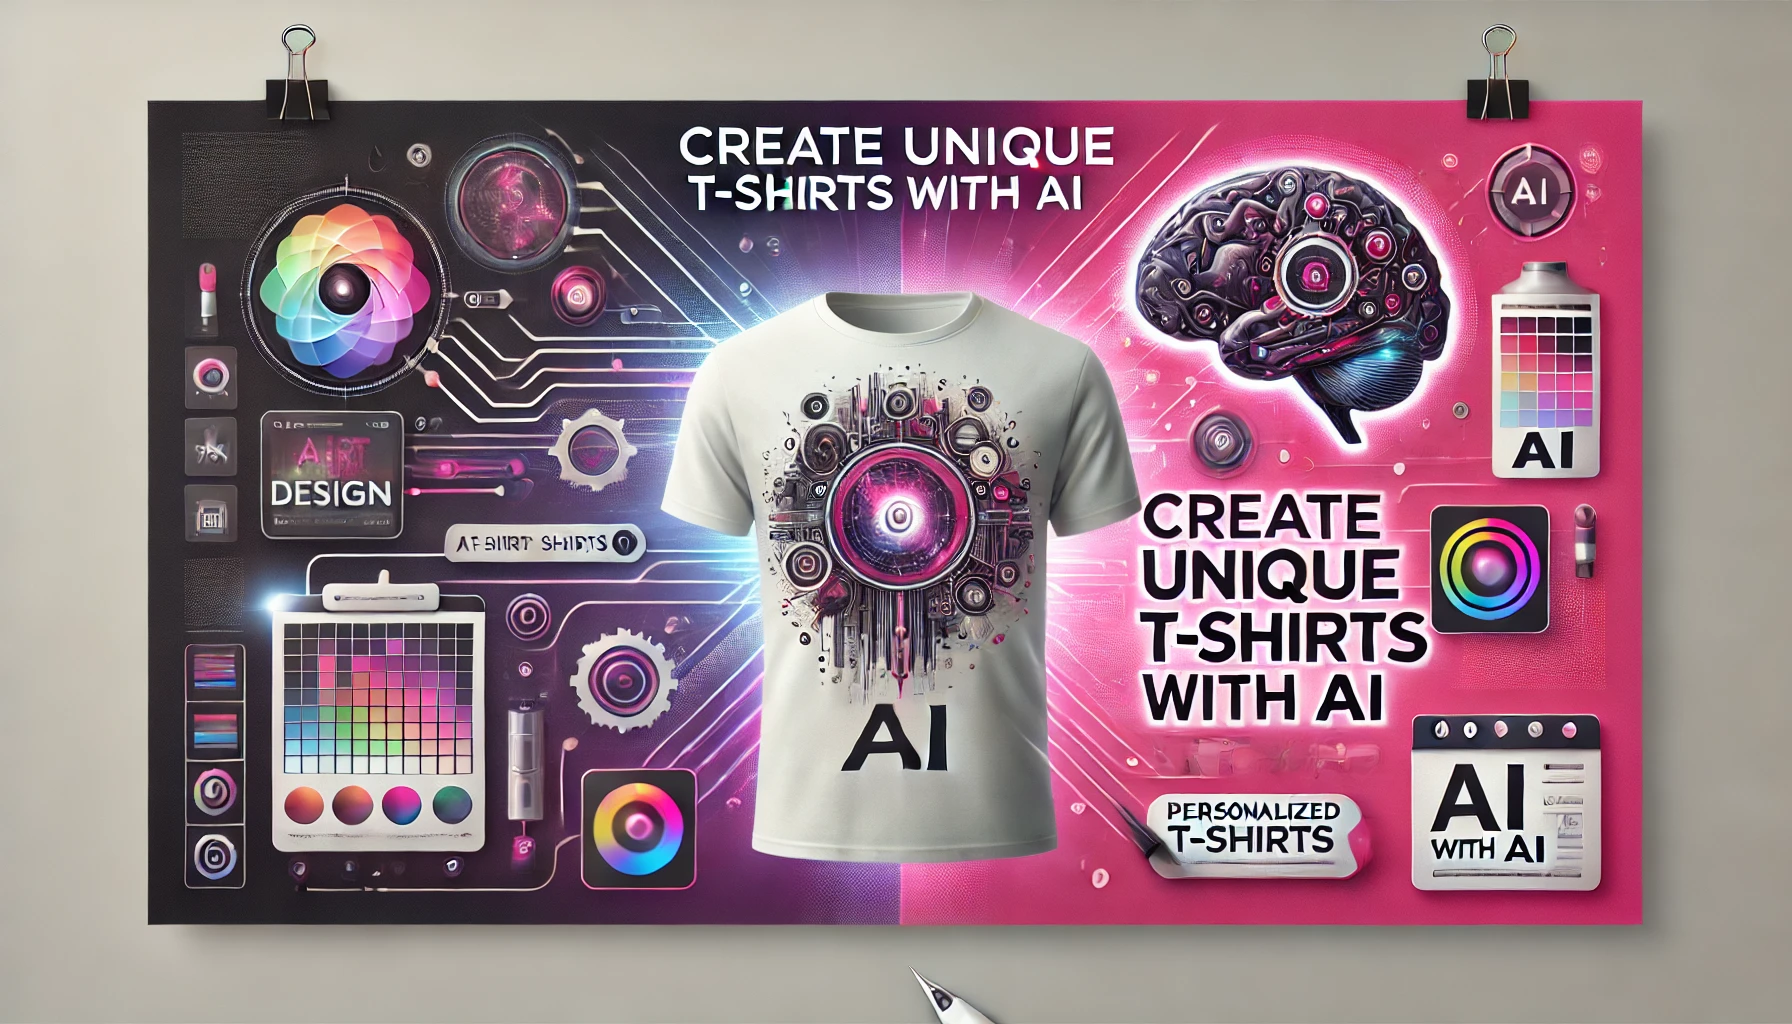 CREATE UNIQUE
T-SHIRTS WITH AI
AI
AI
DESIGN
CREATE
UNIQUE
T-SHIRTS
WITH AI
AI
PERSONALIZED
T-SHIRTS
AI
WITH AI